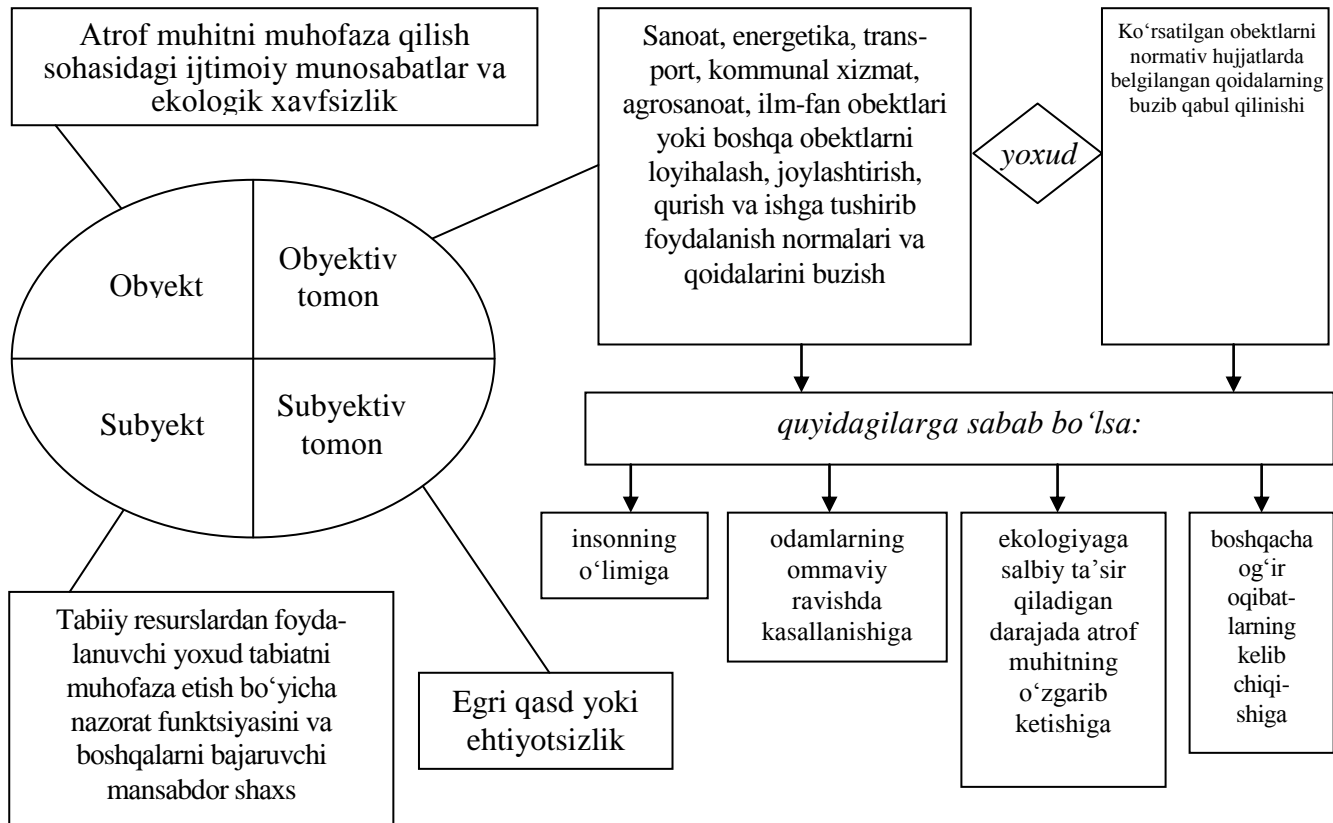 Atrof muhitni muhofaza qilish
sohasidagi ijtimoiy munosabatlar va
ekologik xavfsizlik
Sanoat, energetika, trans-
port, kommunal xizmat,
agrosanoat, ilm-fan obektlari
yoki boshqa obektlarni
loyihalash, joylashtirish,
qurish va ishga tushirib
foydalanish normalari va
qoidalarini buzish
yoxud
Ko‘rsatilgan obektlarni
normativ hujjatlarda
belgilangan qoidalarning
buzib qabul qilinishi
Obyekt
Obyektiv
tomon
Subyekt
Subyektiv
tomon
quyidagilarga sabab bo‘lsa:
insonning
o‘limiga
odamlarning
ommaviy
ravishda
kasallanishiga
ekologiyaga
salbiy ta’sir
qiladigan
darajada atrof
muhitning
o‘zgarib
ketishiga
boshqacha
og‘ir
oqibat-
larning
kelib
chiqi-
shiga
Tabiiy resurslardan foyda-
lanuvchi yoxud tabiatni
muhofaza etish bo‘yicha
nazorat funktsiyasini va
boshqalarni bajaruvchi
mansabdor shaxs
Egri qasd yoki
ehtiyotsizlik